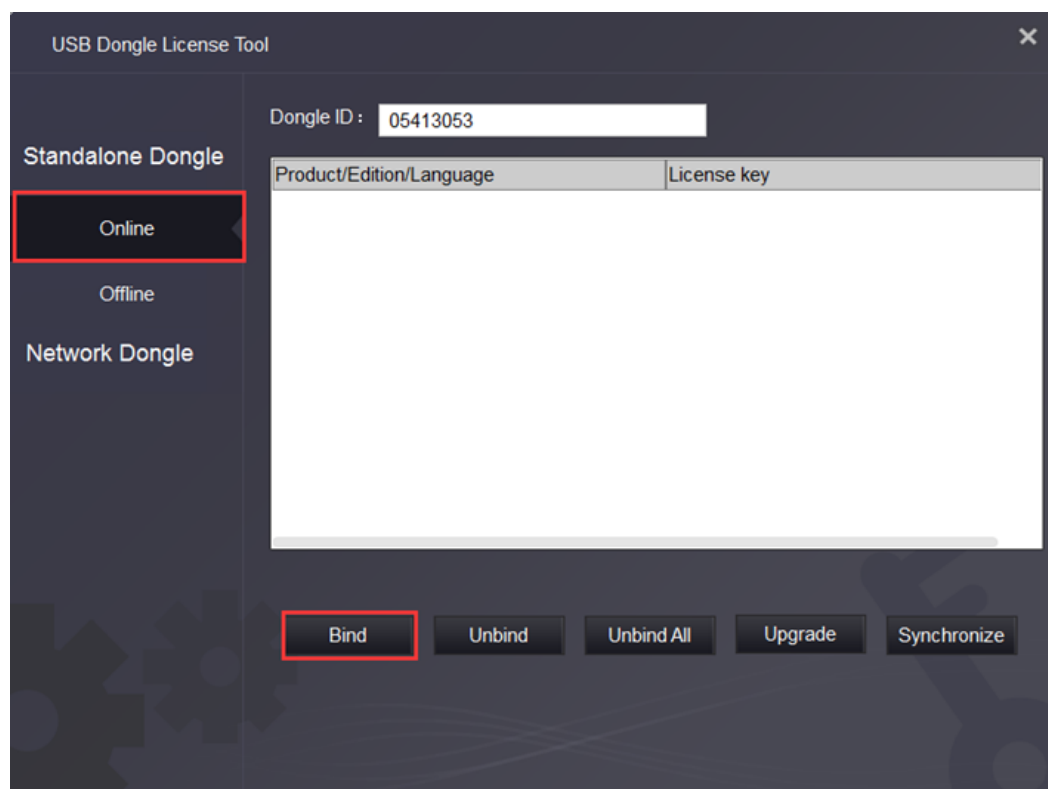 USB Dongle License Tool
Dongle ID： 05413053
Standalone Dongle
Product/Edition/Language License key
Online
Offline
Network Dongle
Bind Unbind Unbind All Upgrade Synchronize